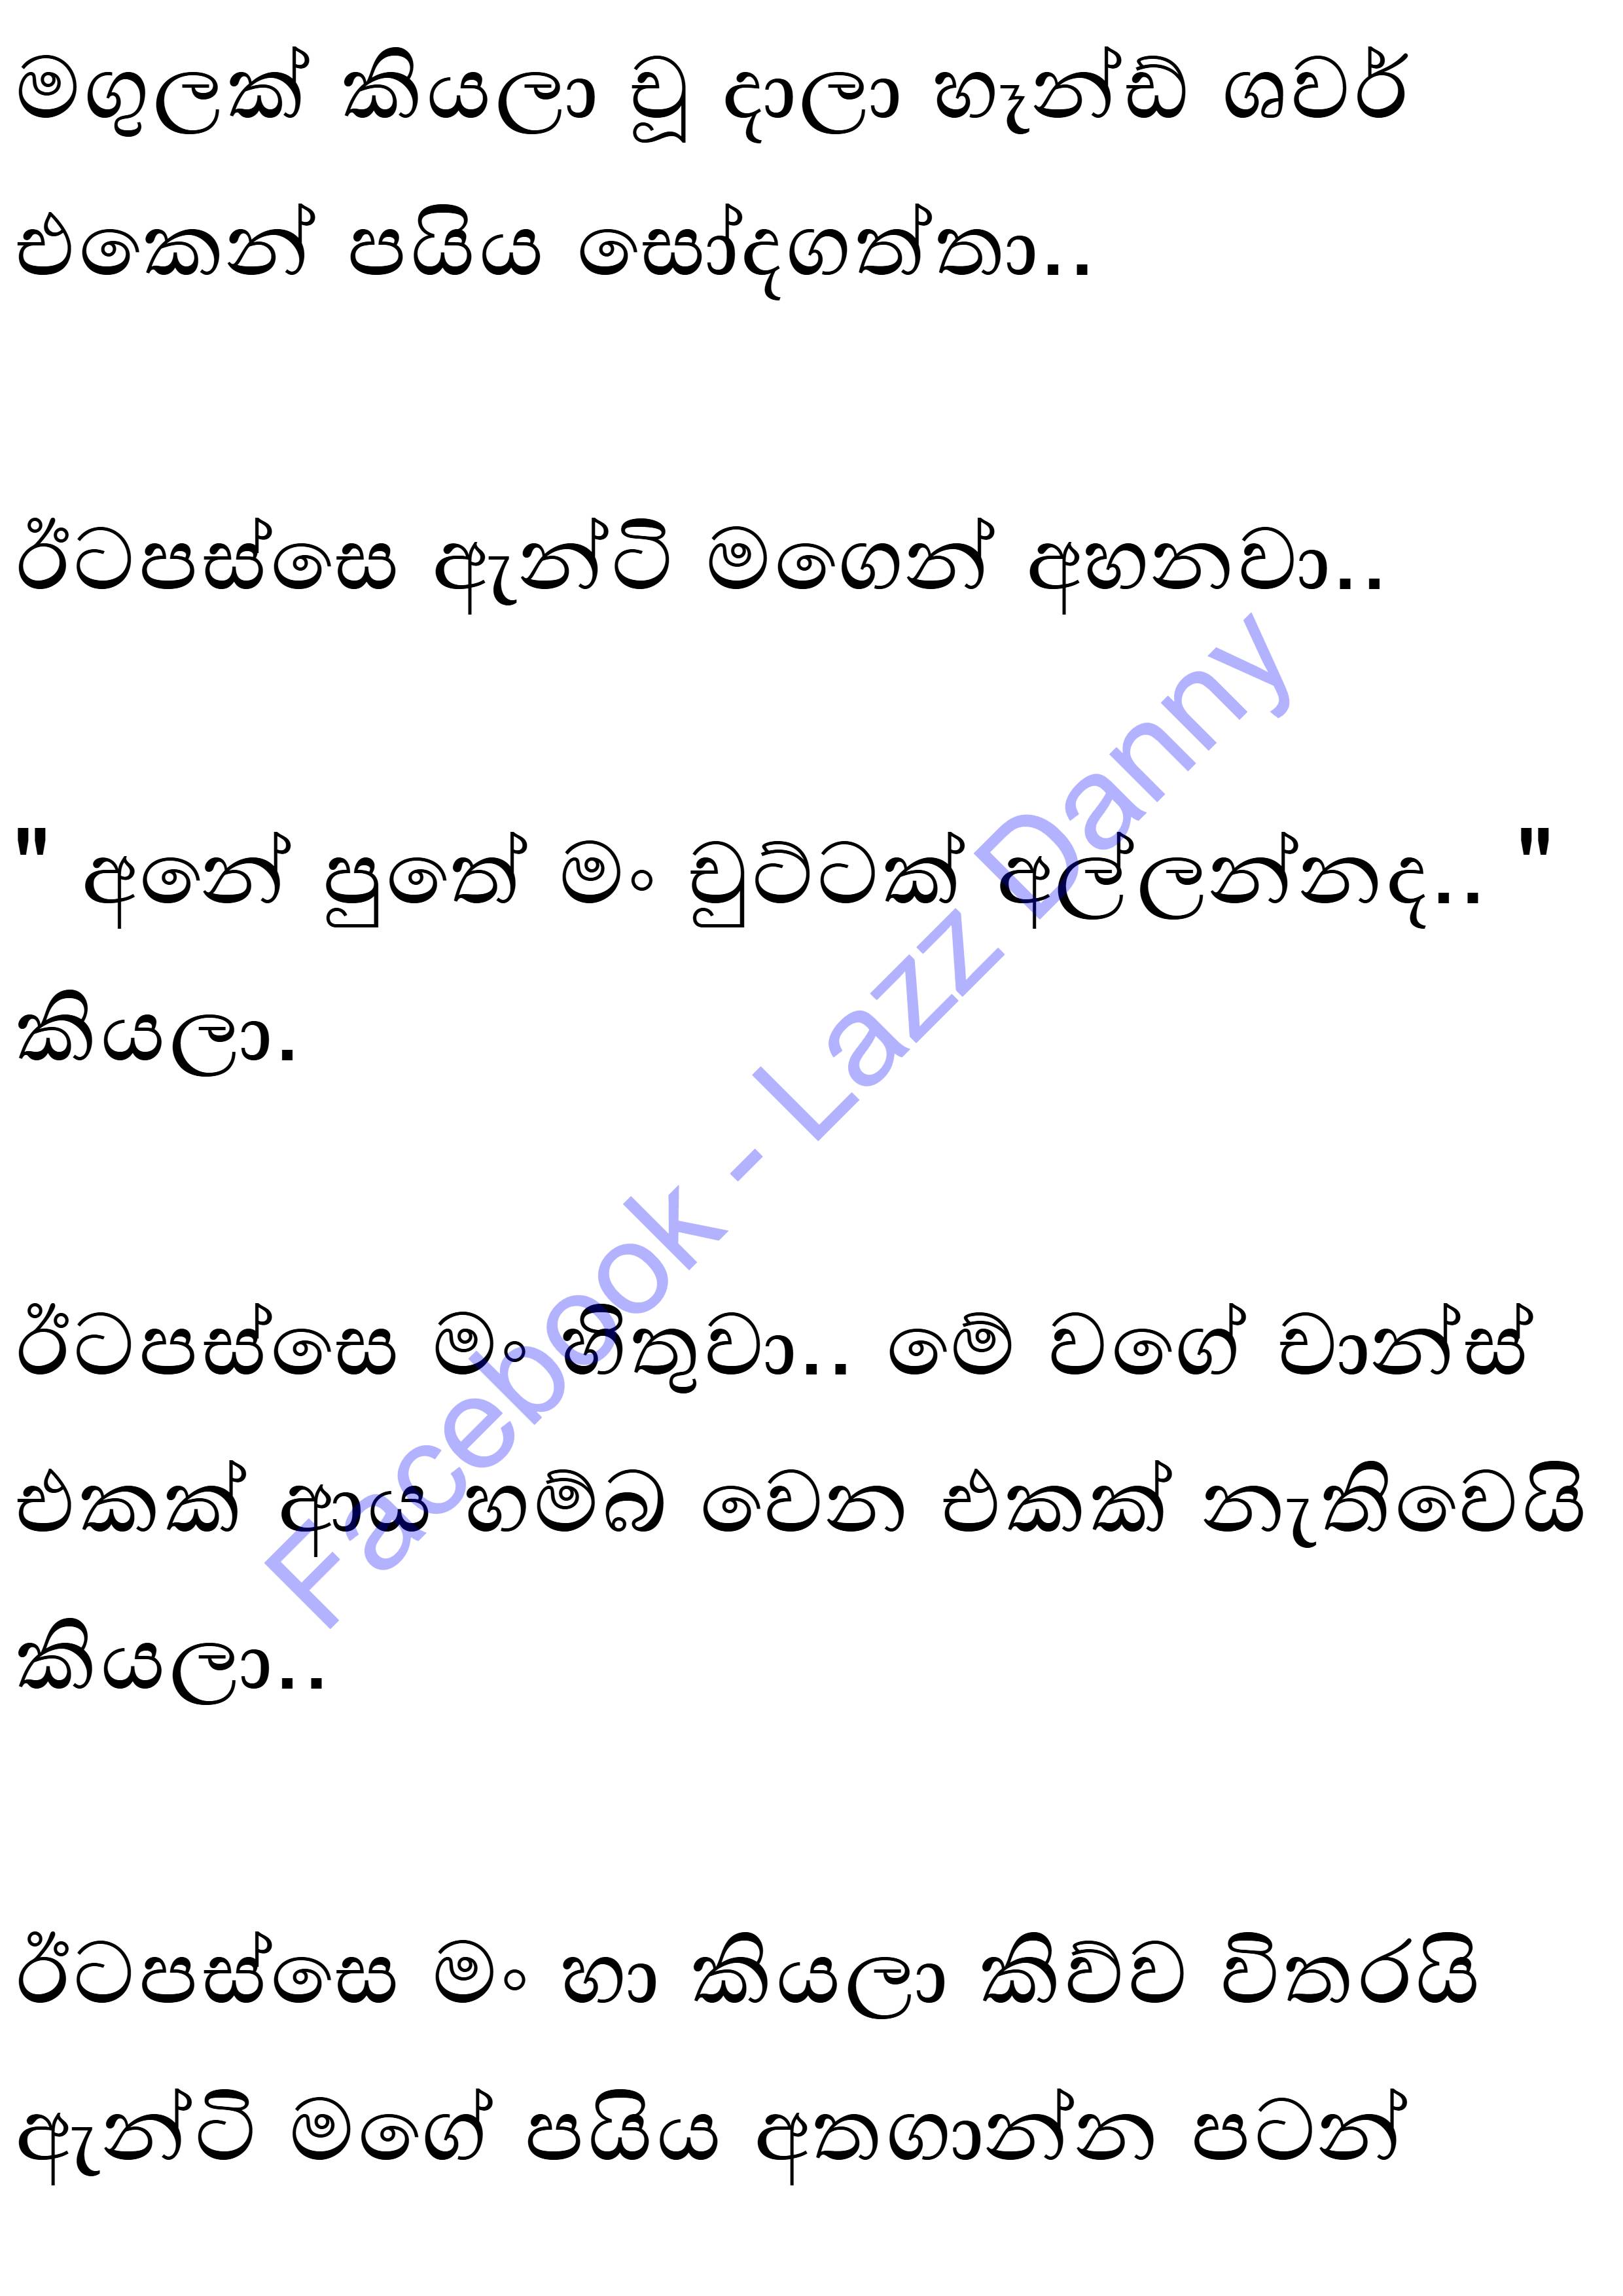 මගුලක් කියලා චූ දාලා හෑන්ඩ් ශවර්
එකෙන් පයිය සෝදගත්තා..
ඊටපස්සෙ ඇන්ටි මගෙන් අහනවා..
" අනේ පුතේ මං චුට්ටක් අල්ලන්නද.. "
කියලා.
ඊටපස්සෙ මං හිතුවා.. මේ වගේ චාන්ස්
එකක් ආය හම්බ වෙන එකක් නැතිවෙයි
කියලා..
ඊටපස්සෙ මං හා කියලා කිව්ව විතරයි
ඇන්ටි මගේ පයිය අතගාන්න පටන්
Facebook - Lazz Danny